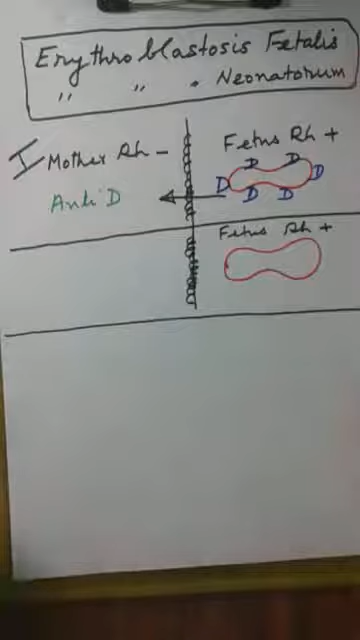 Erythroblastosis Fetalis
" " . Neonatorum
I Mother Rh - Fetus Rh +
D D
D D
Anti D D D
Fetus Rh +